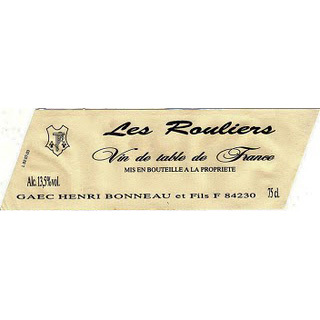 Les Rouliers
Vin de table de France
MIS EN BOUTEILLE A LA PROPRIETE
Alc. 13,5% vol.
75 cl.
GAEC HENRI BONNEAU et Fils F 84230